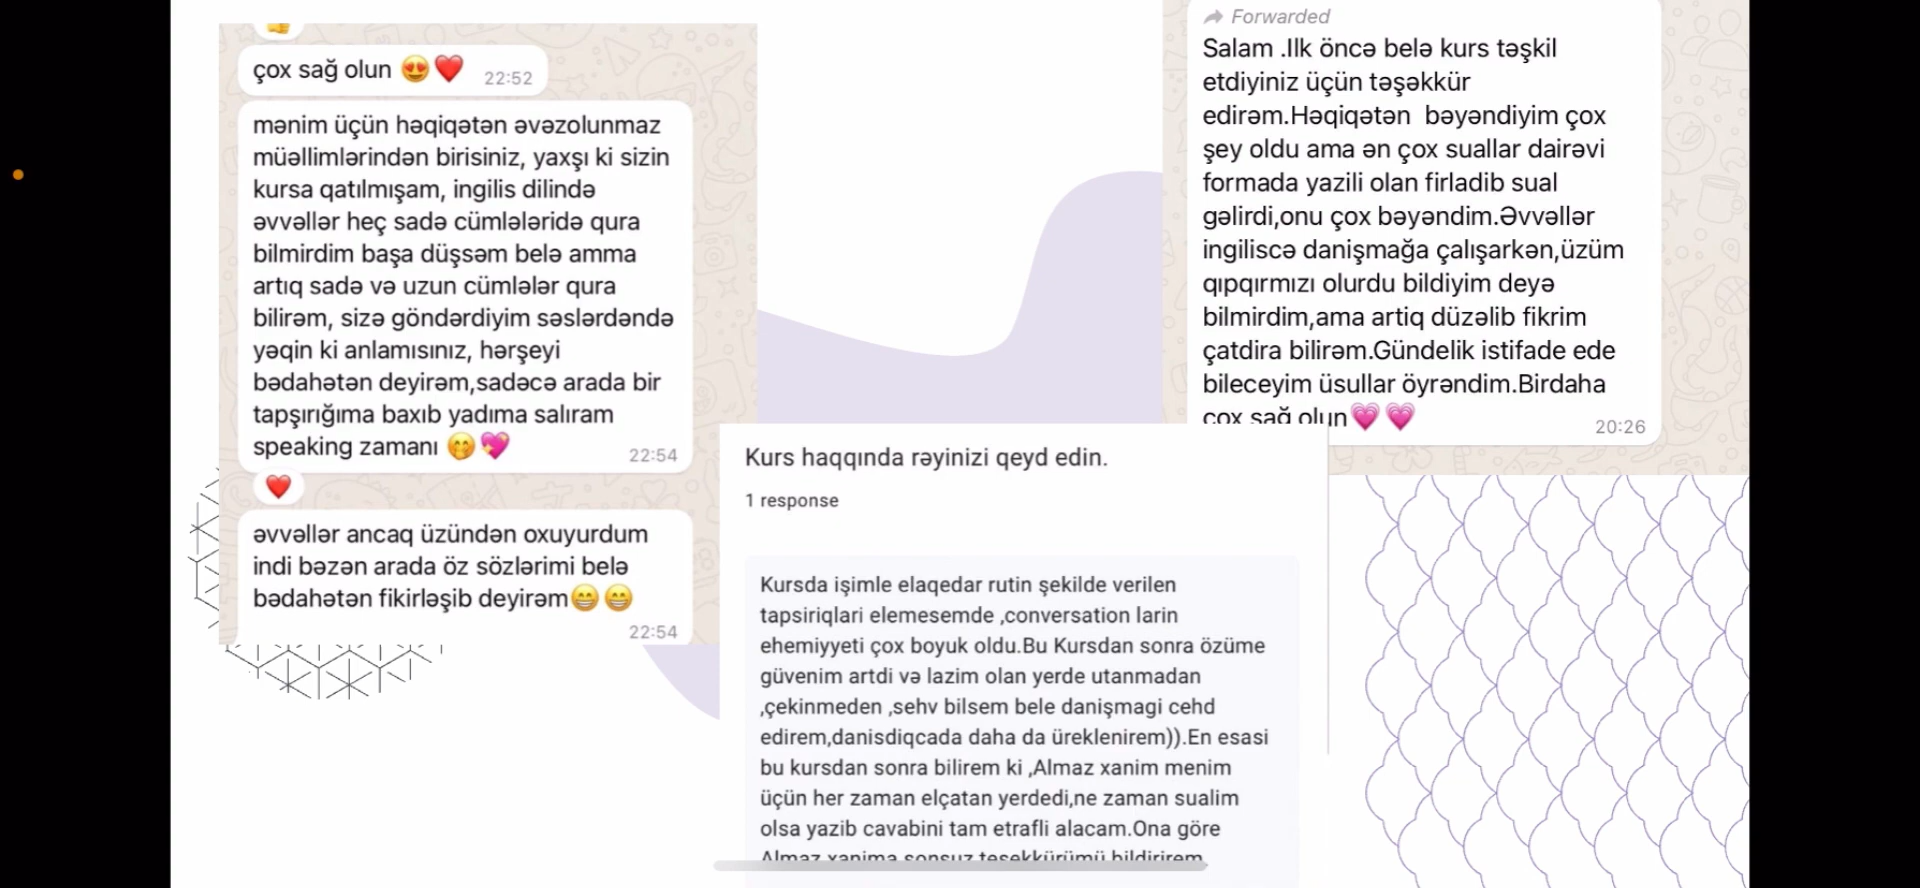 çox sağ olun 😍❤️ 22:52
mənim üçün həqiqətən əvəzolunmaz
müəllimlərindən birisiniz, yaxşı ki sizin
kursa qatılmışam, ingilis dilində
əvvəllər heç sadə cümlələridə qura
bilmirdim başa düşsəm belə amma
artıq sadə və uzun cümlələr qura
bilirəm, sizə göndərdiyim səslərdəndə
yəqin ki anlamısınız, hərşeyi
bədahətən deyirəm,sadəcə arada bir
tapşırığıma baxıb yadıma salıram
speaking zamanı 🤭💖 22:54
əvvəllər ancaq üzündən oxuyurdum
indi bəzən arada öz sözlərimi belə
bədahətən fikirləşib deyirəm😁😁
22:54
Forwarded
Salam .Ilk öncə belə kurs təşkil
etdiyiniz üçün təşəkkür
edirəm.Həqiqətən bəyəndiyim çox
şey oldu ama ən çox suallar dairəvi
formada yazili olan firladib sual
gəlirdi,onu çox bəyəndim.Əvvəllər
ingiliscə danişmağa çalışarkən,üzüm
qıpqırmızı olurdu bildiyim deyə
bilmirdim,ama artiq düzəlib fikrim
çatdira bilirəm.Gündelik istifade ede
bileceyim üsullar öyrəndim.Birdaha
çox sağ olun💗💗 20:26
Kurs haqqında rəyinizi qeyd edin.
1 response
Kursda işimle elaqedar rutin şekilde verilen
tapsiriqlari elemesemde ,conversation larin
ehemiyyeti çox boyuk oldu.Bu Kursdan sonra özüme
güvenim artdi və lazim olan yerde utanmadan
,çekinmeden ,sehv bilsem bele danişmagi cehd
edirem,danisdiqcada daha da üreklenirem)).En esasi
bu kursdan sonra bilirem ki ,Almaz xanim menim
üçün her zaman elçatan yerdedi,ne zaman sualim
olsa yazib cavabini tam etrafli alacam.Ona göre
Almaz xanima sonsuz teşekkürümü bildirirem